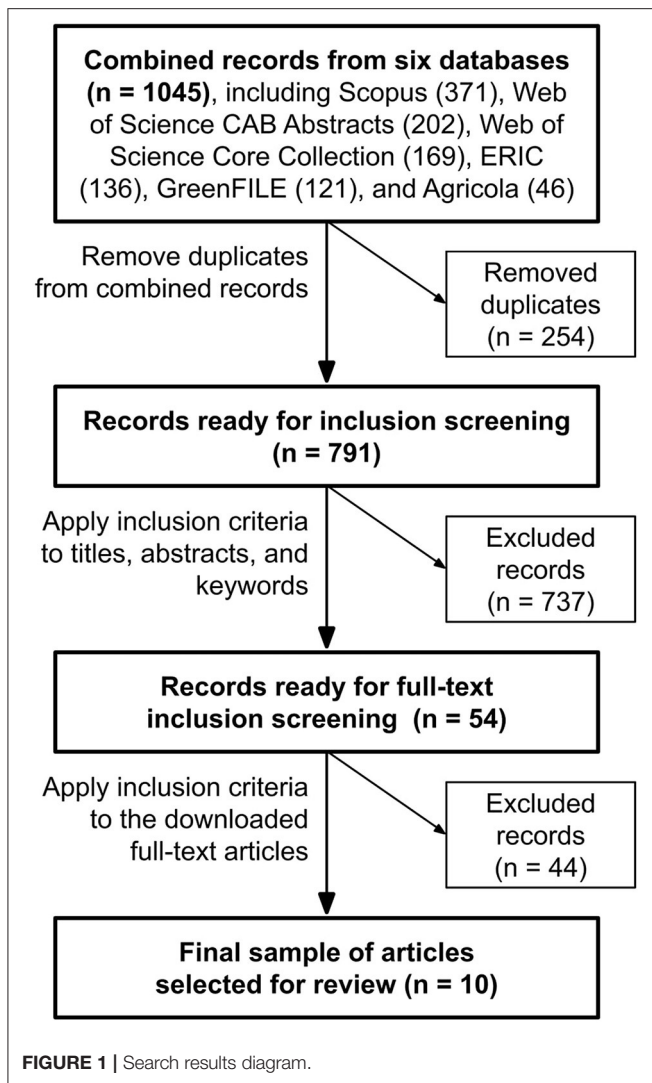 Combined records from six databases
(n = 1045), including Scopus (371), Web
of Science CAB Abstracts (202), Web of
Science Core Collection (169), ERIC
(136), GreenFILE (121), and Agricola (46)
Remove duplicates
from combined records
Removed
duplicates
(n = 254)
Records ready for inclusion screening
(n = 791)
Apply inclusion criteria
to titles, abstracts, and
keywords
Excluded
records
(n = 737)
Records ready for full-text
inclusion screening (n = 54)
Apply inclusion criteria
to the downloaded
full-text articles
Excluded
records
(n = 44)
Final sample of articles
selected for review (n = 10)
FIGURE 1 | Search results diagram.